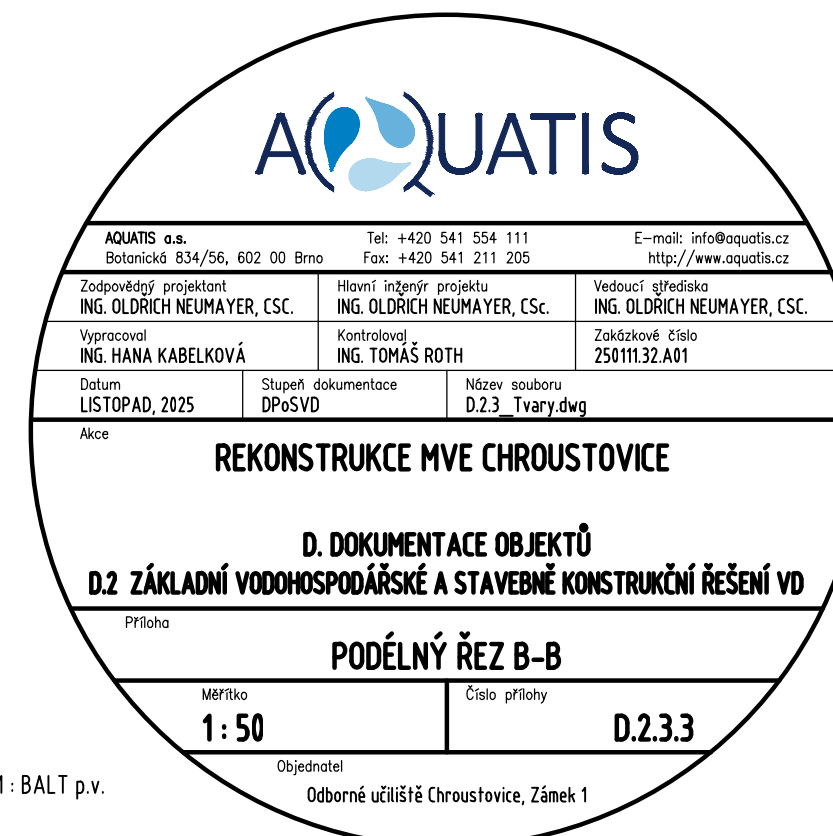 AQUATIS
AQUATIS a.s. Tel: +420 541 554 111 E-mail: info@aquatis.cz
Botanická 834/56, 602 00 Brno Fax: +420 541 211 205 http://www.aquatis.cz
Zodpovědný projektant Hlavní inženýr projektu Vedoucí střediska
ING. OLDŘICH NEUMAYER, CSC. ING. OLDŘICH NEUMAYER, CSc. ING. OLDŘICH NEUMAYER, CSC.
Vypracoval Kontroloval Zakázkové číslo
ING. HANA KABELKOVÁ ING. TOMÁŠ ROTH 250111.32.A01
Datum Stupeň dokumentace Název souboru
LISTOPAD, 2025 DPoSVD D.2.3_Tvary.dwg
Akce
REKONSTRUKCE MVE CHROUSTOVICE
D. DOKUMENTACE OBJEKTŮ
D.2 ZÁKLADNÍ VODOHOSPODÁŘSKÉ A STAVEBNĚ KONSTRUKČNÍ ŘEŠENÍ VD
Příloha
PODÉLNÝ ŘEZ B-B
Měřítko Číslo přílohy
1 : 50 D.2.3.3
Objednatel
: BALT p.v.
Odborné učiliště Chroustovice, Zámek 1